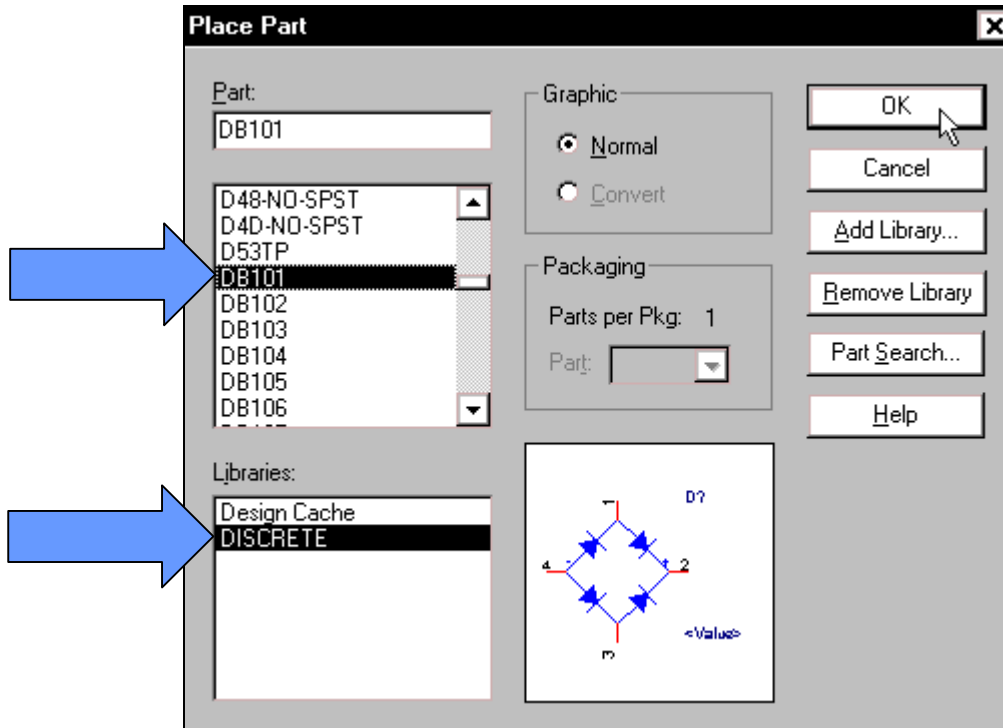 Place Part
Part:
DB101
D48-NO-SPST
D4D-NO-SPST
D53TP
DB101
DB102
DB103
DB104
DB105
DB106
Libraries:
Design Cache
DISCRETE
Graphic
Normal
Convert
Packaging
Parts per Pkg: 1
Part:
OK
Cancel
Add Library...
Remove Library
Part Search...
Help
1
D?
4 - + 2
3
<Value>